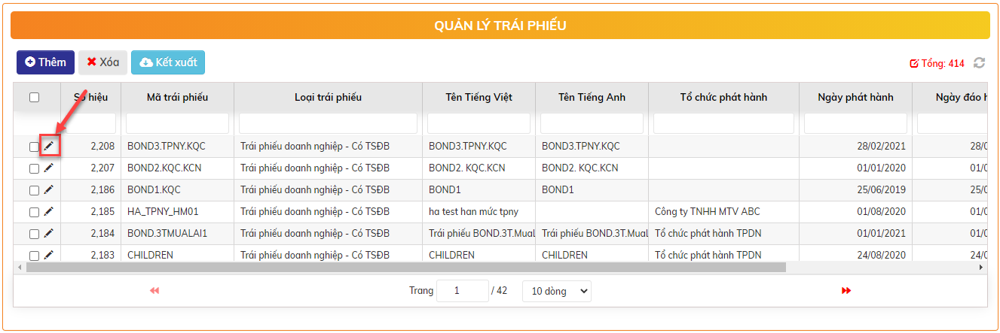 QUẢN LÝ TRÁI PHIẾU
Thêm Xóa Kết xuất Tổng: 414
Số hiệu Mã trái phiếu Loại trái phiếu Tên Tiếng Việt Tên Tiếng Anh Tổ chức phát hành Ngày phát hành Ngày đáo
2,208 BOND3.TPNY.KQC Trái phiếu doanh nghiệp - Có TSĐB BOND3.TPNY.KQC BOND3.TPNY.KQC 28/02/2021 28/0
2,207 BOND2.KQC.KCN Trái phiếu doanh nghiệp - Có TSĐB BOND2. KQC.KCN BOND2. KQC.KCN 01/01/2020 01/0
2,186 BOND1.KQC Trái phiếu doanh nghiệp - Có TSĐB BOND1 BOND1 25/06/2019 25/0
2,185 HA_TPNY_HM01 Trái phiếu doanh nghiệp - Có TSĐB ha test han mức tpny Công ty TNHH MTV ABC 01/08/2020 01/0
2,184 BOND.3TMUALAI1 Trái phiếu doanh nghiệp - Có TSĐB Trái phiếu BOND.3T.MuaL Trái phiếu BOND.3T.MuaL Tổ chức phát hành TPDN 01/01/2021 01/0
2,183 CHILDREN Trái phiếu doanh nghiệp - Có TSĐB CHILDREN CHILDREN Tổ chức phát hành TPDN 24/08/2020 24/0
Trang 1 / 42 10 dòng